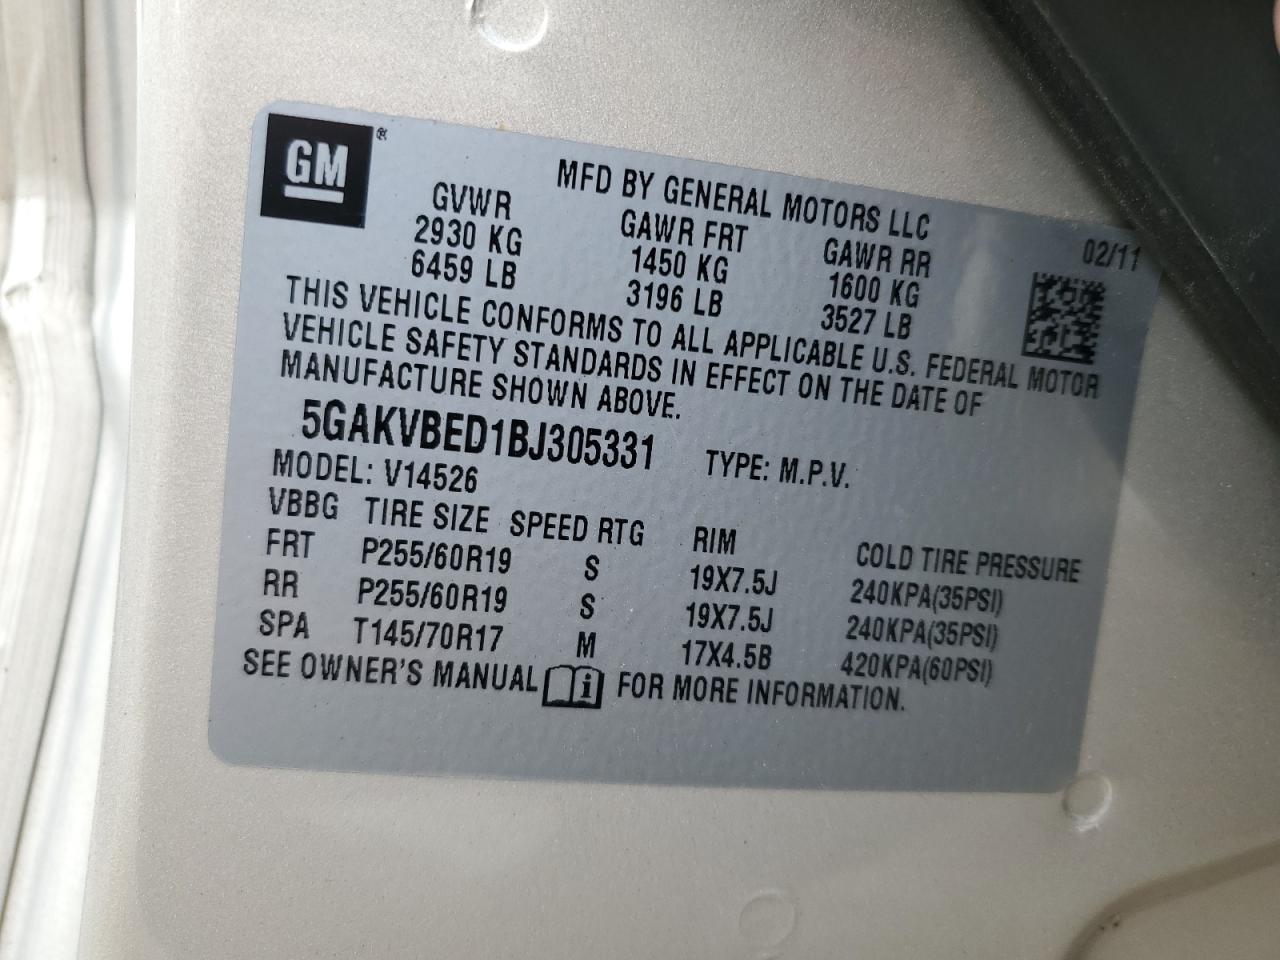 GM ®
MFD BY GENERAL MOTORS LLC
02/11
GVWR GAWR FRT GAWR RR
2930 KG 1450 KG 1600 KG
6459 LB 3196 LB 3527 LB
THIS VEHICLE CONFORMS TO ALL APPLICABLE U.S. FEDERAL MOTOR
VEHICLE SAFETY STANDARDS IN EFFECT ON THE DATE OF
MANUFACTURE SHOWN ABOVE.
5GAKVBED1BJ305331 TYPE: M.P.V.
MODEL: V14526
VBBG TIRE SIZE SPEED RTG RIM COLD TIRE PRESSURE
FRT P255/60R19 S 19X7.5J 240KPA(35PSI)
RR P255/60R19 S 19X7.5J 240KPA(35PSI)
SPA T145/70R17 M 17X4.5B 420KPA(60PSI)
SEE OWNER'S MANUAL i FOR MORE INFORMATION.